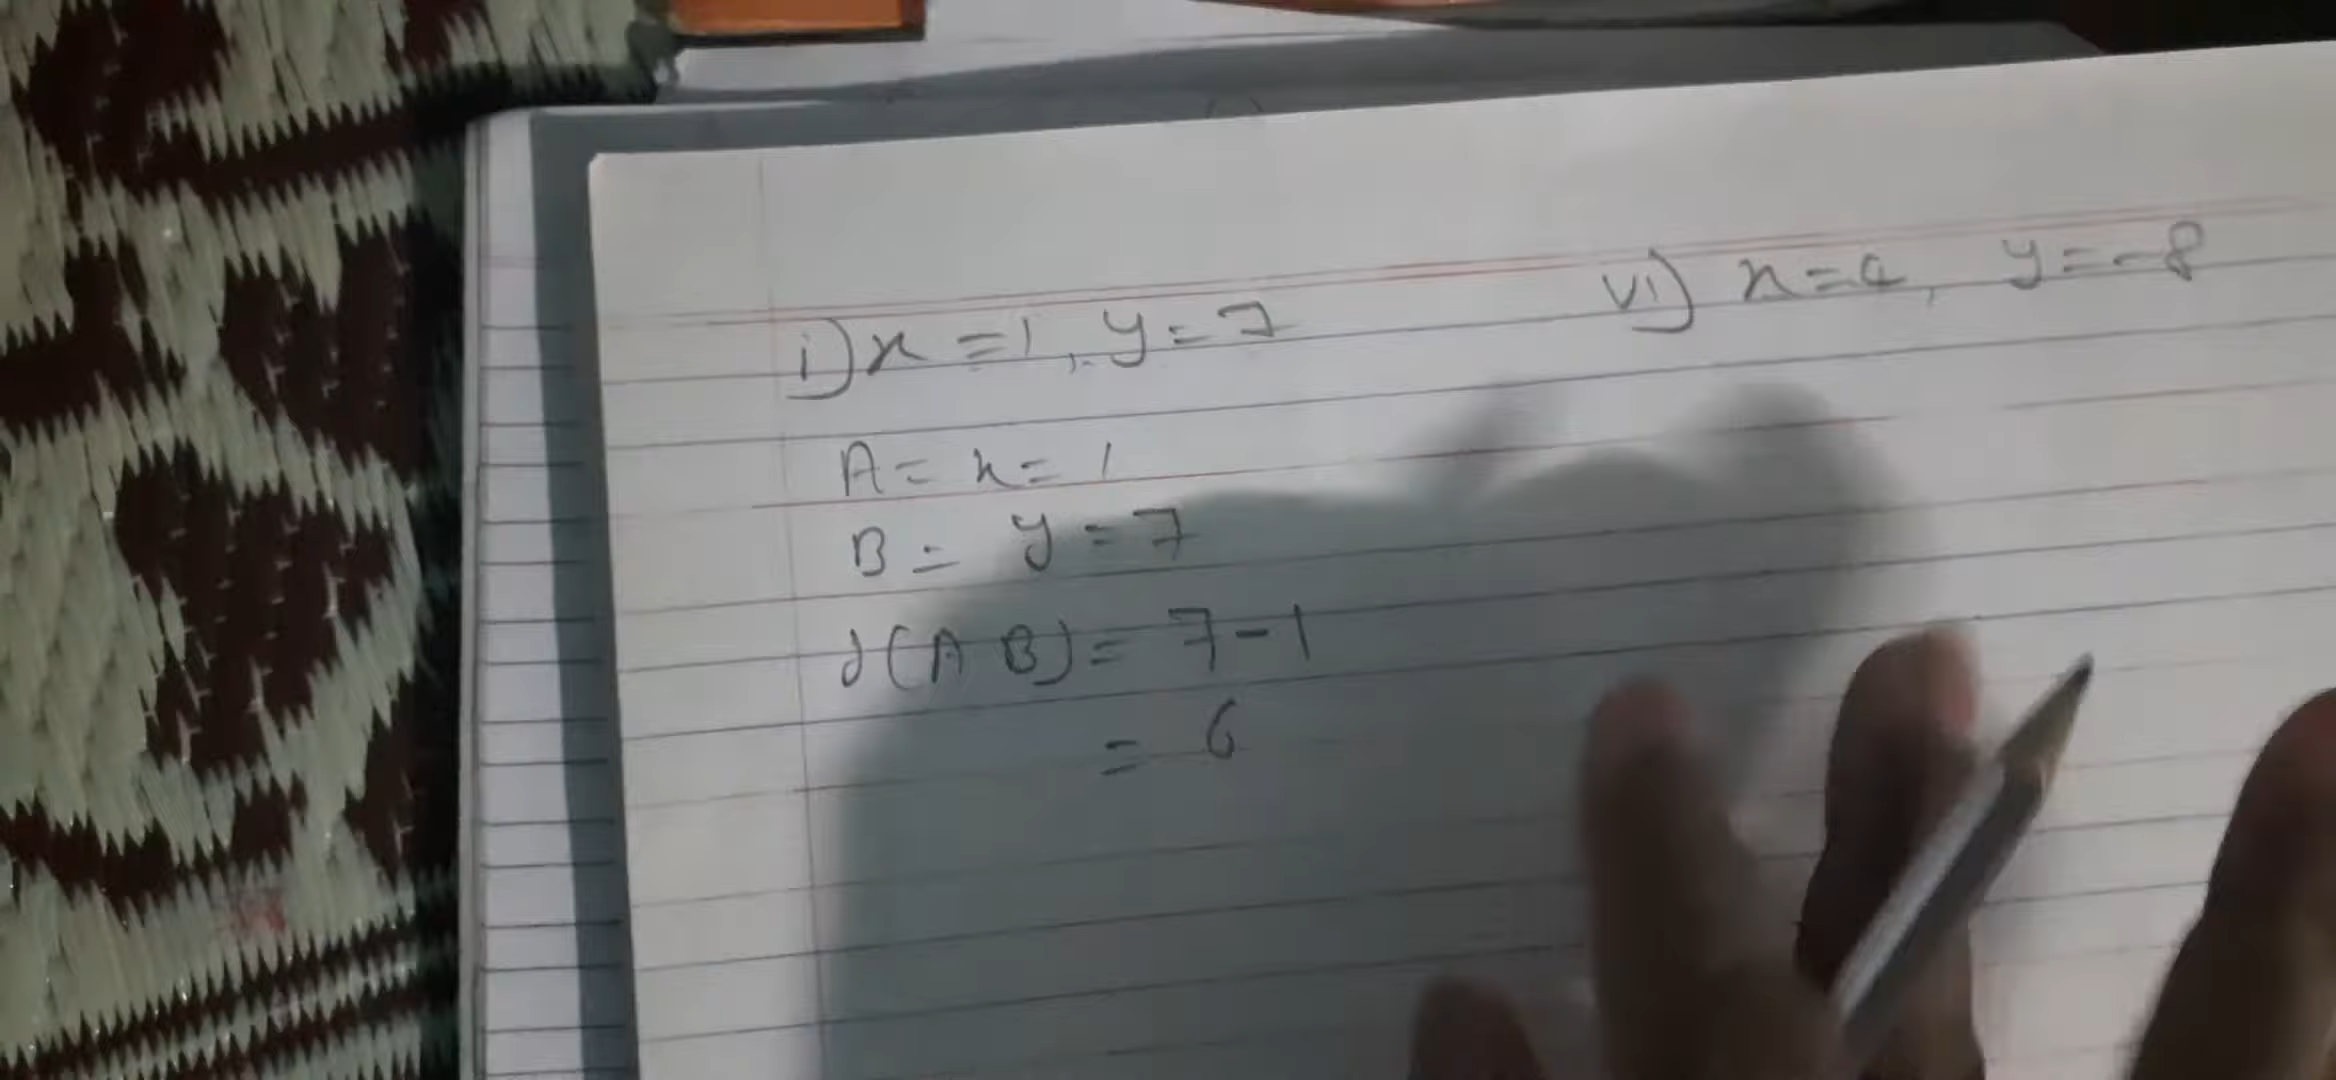 i) x = 1, y = 7
A = x = 1
B = y = 7
d(A B) = 7 - 1
= 6
vi) x = 4, y = -8